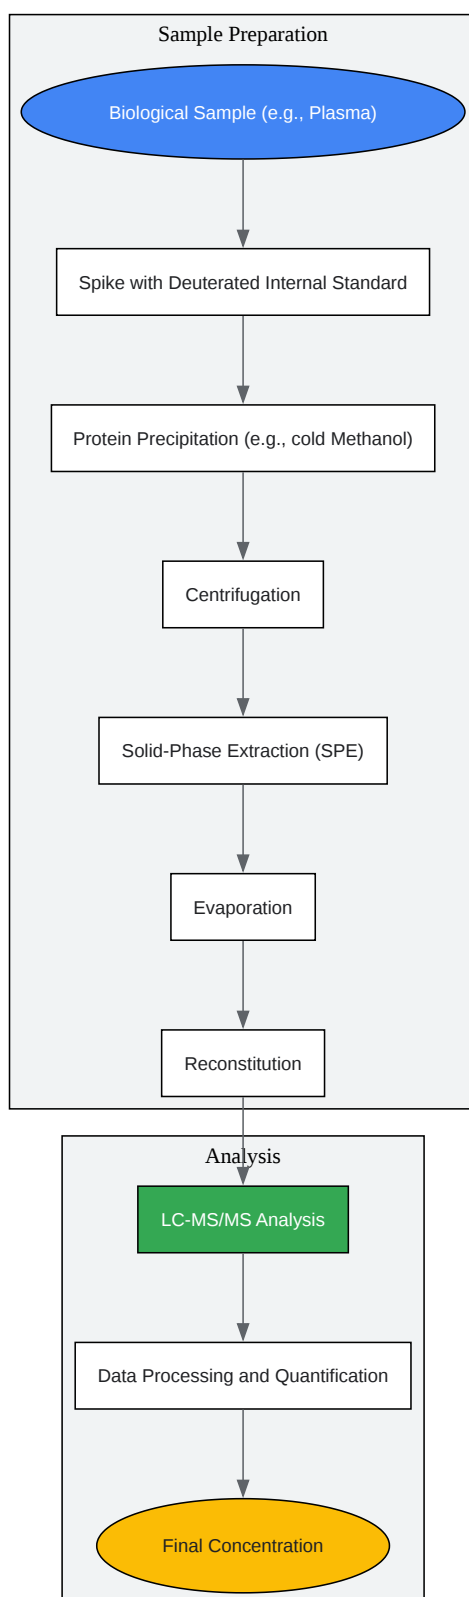 Sample Preparation
Biological Sample (e.g., Plasma)
Spike with Deuterated Internal Standard
Protein Precipitation (e.g., cold Methanol)
Centrifugation
Solid-Phase Extraction (SPE)
Evaporation
Reconstitution
Analysis
LC-MS/MS Analysis
Data Processing and Quantification
Final Concentration